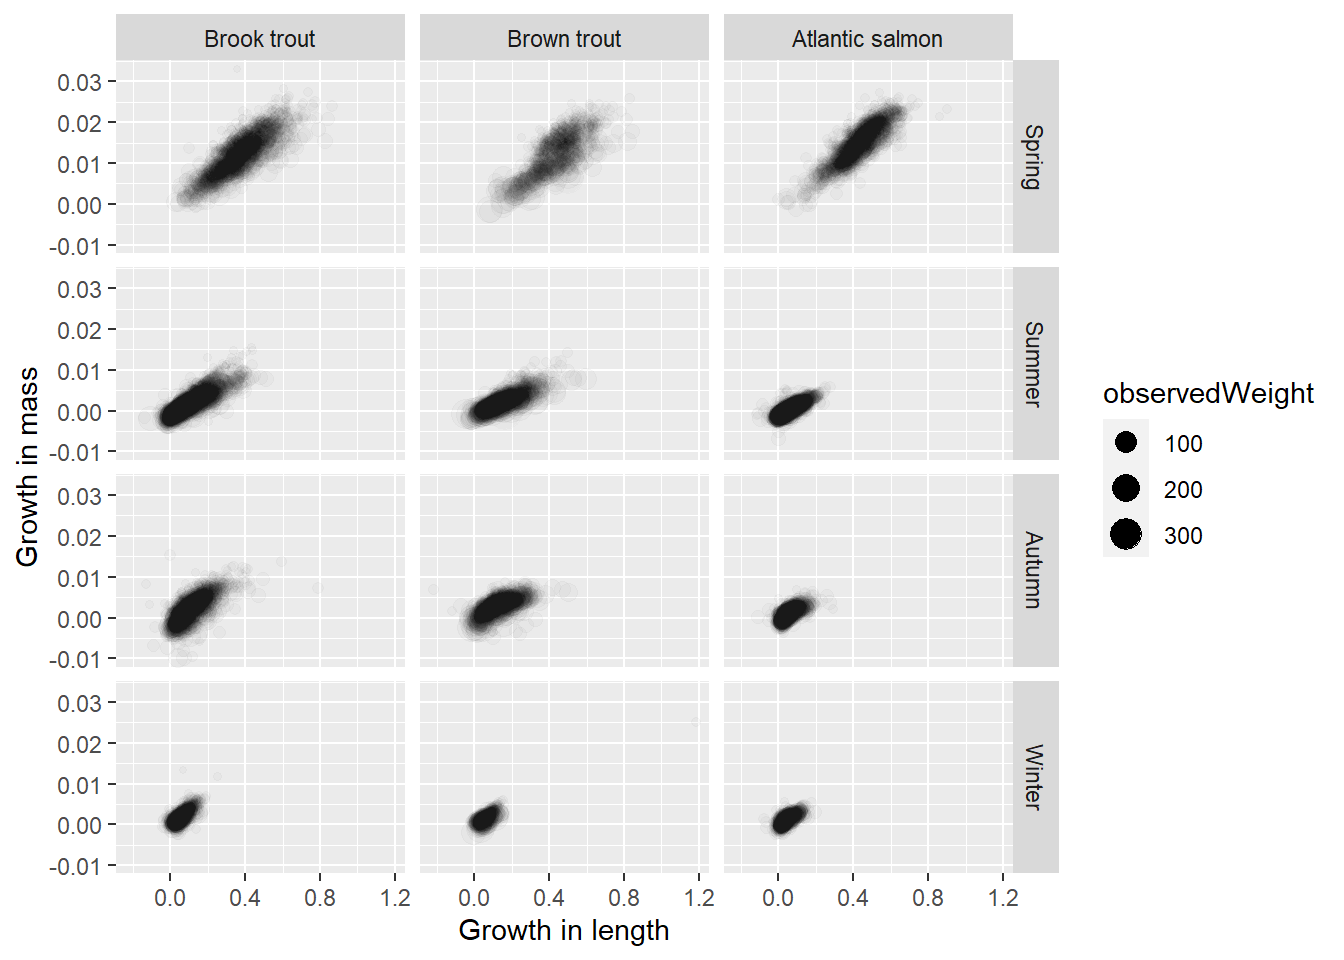 Brook trout
Brown trout
Atlantic salmon
0.03
0.02
0.01
0.00
-0.01
Spring
0.03
0.02
0.01
0.00
-0.01
Summer
0.03
0.02
0.01
0.00
-0.01
Autumn
0.03
0.02
0.01
0.00
-0.01
Winter
0.0 0.4 0.8 1.2
0.0 0.4 0.8 1.2
0.0 0.4 0.8 1.2
Growth in length
Growth in mass
observedWeight
100
200
300